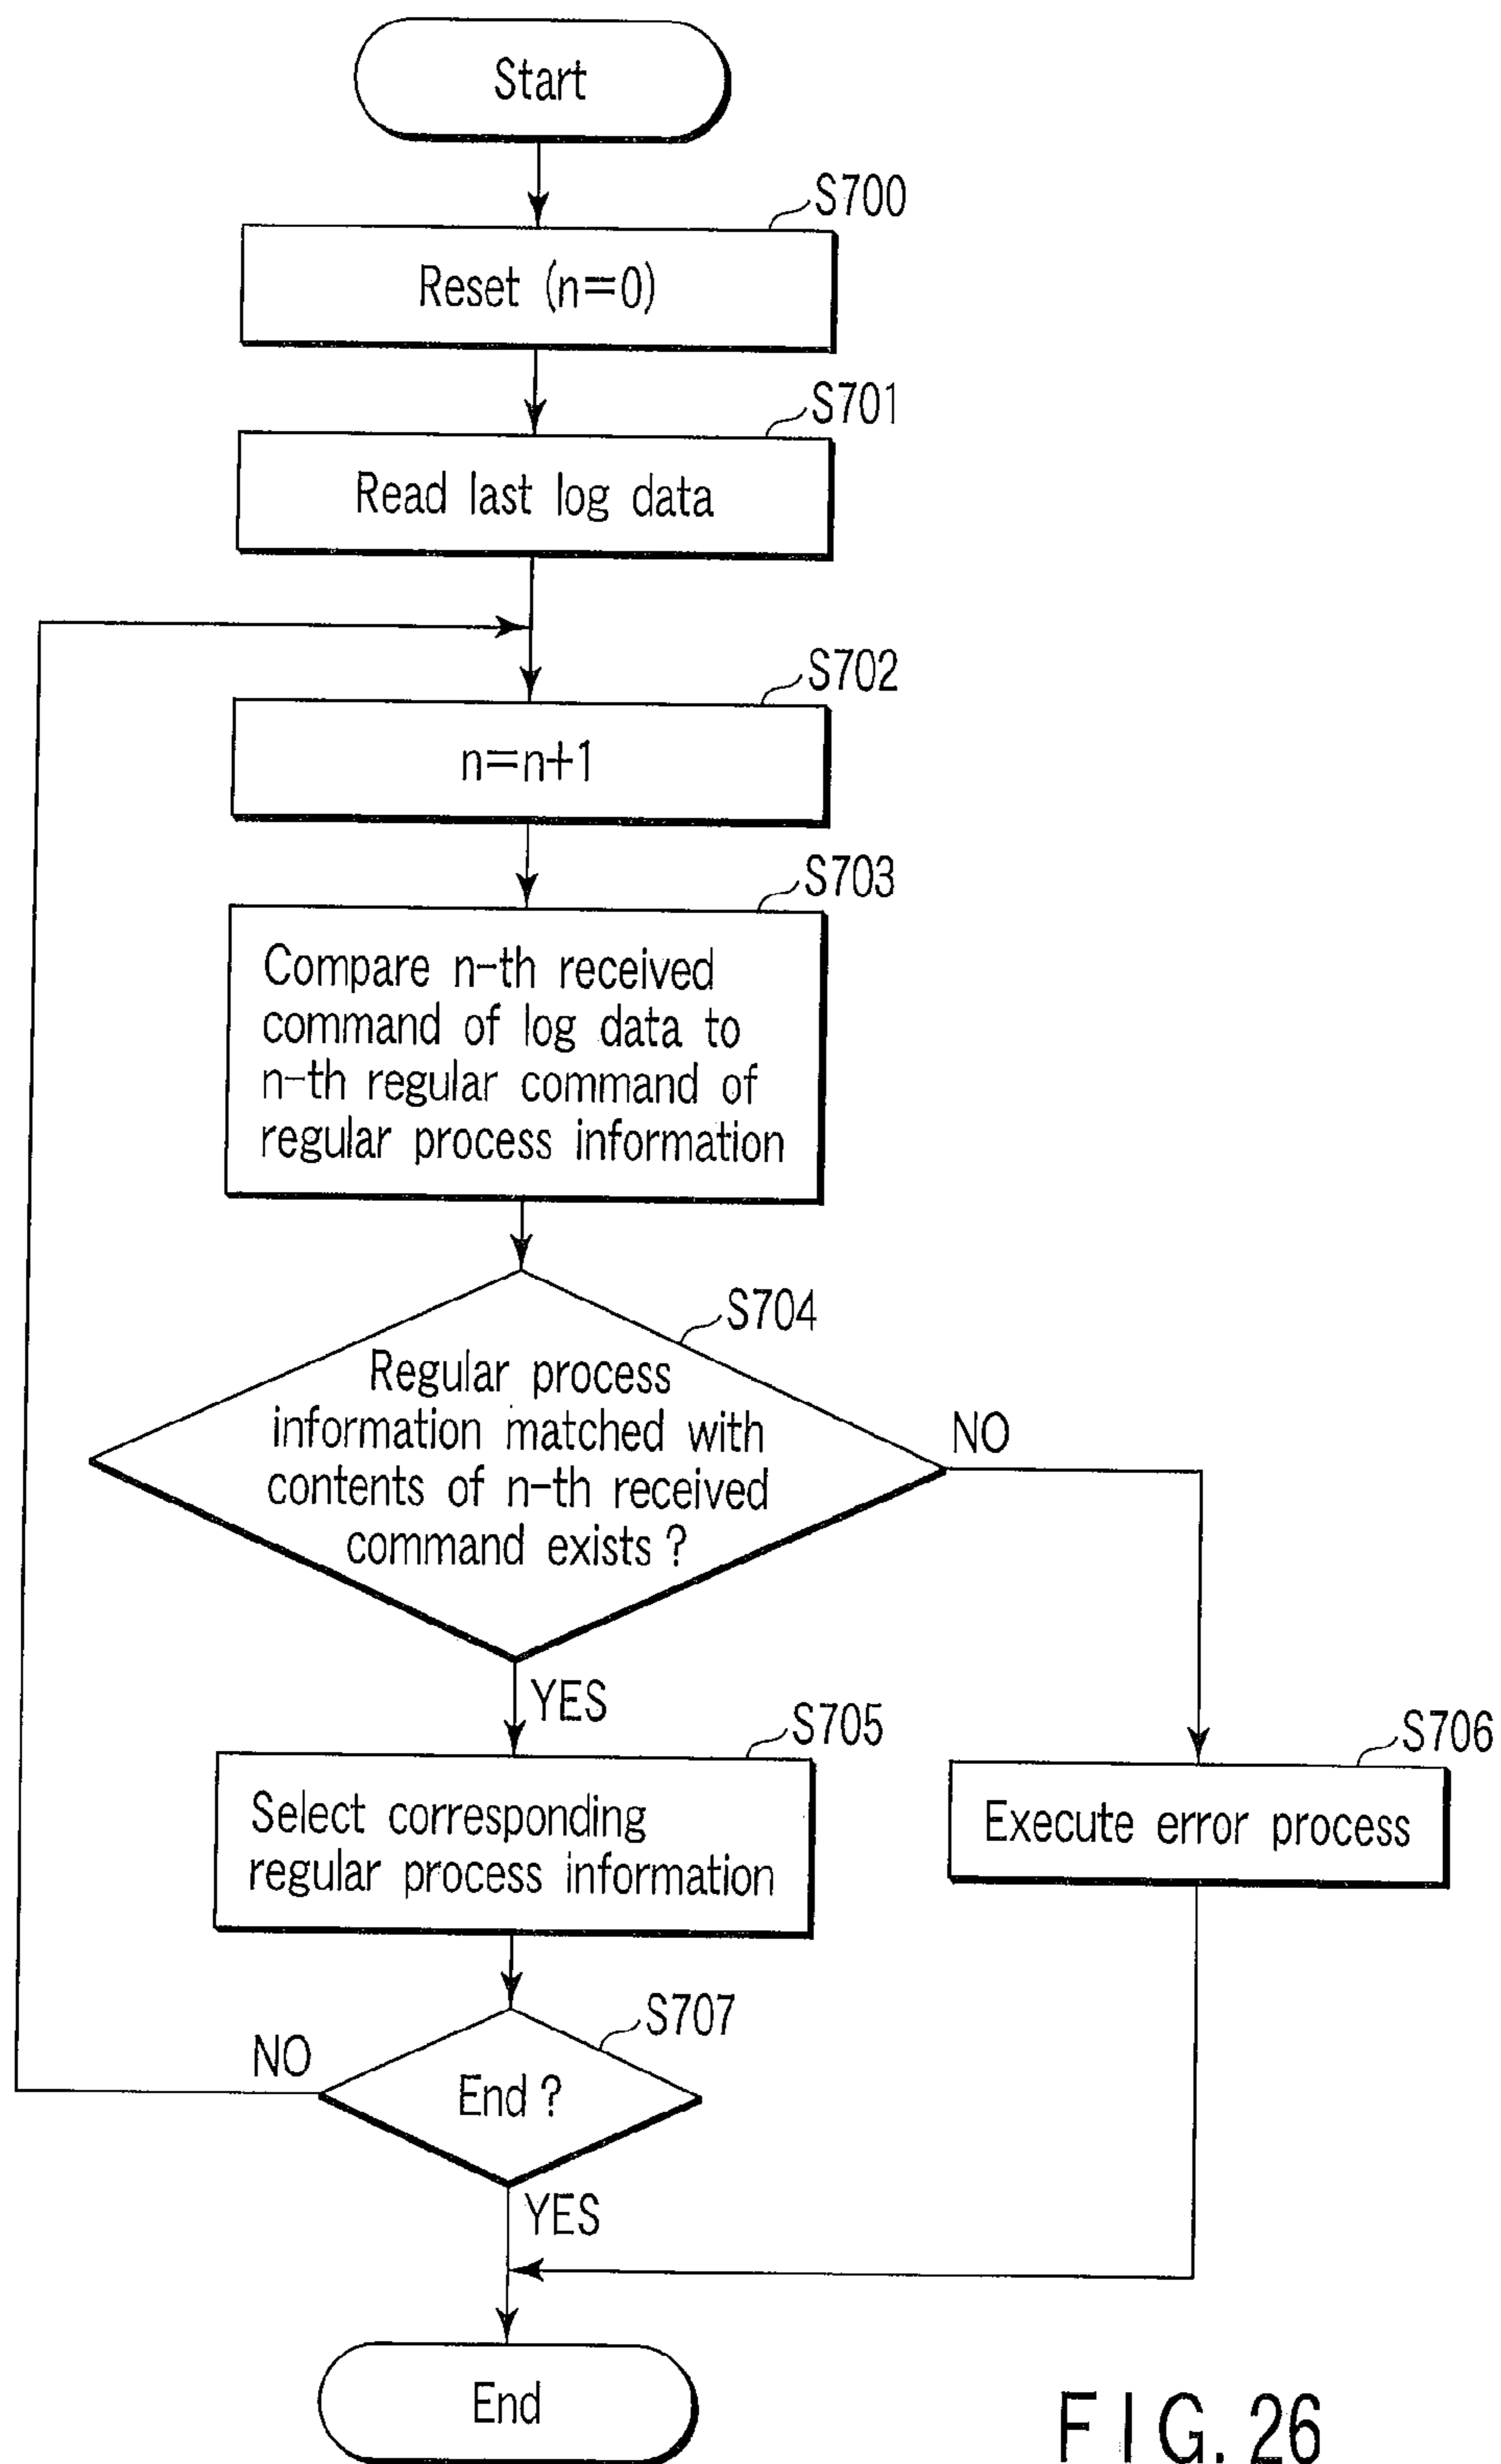 Start
S700
Reset (n=0)
S701
Read last log data
S702
n=n+1
S703
Compare n-th received
command of log data to
n-th regular command of
regular process information
S704
Regular process
information matched with
contents of n-th received
command exists ?
NO
YES
S705
Select corresponding
regular process information
S706
Execute error process
S707
NO
End ?
YES
End
FIG. 26